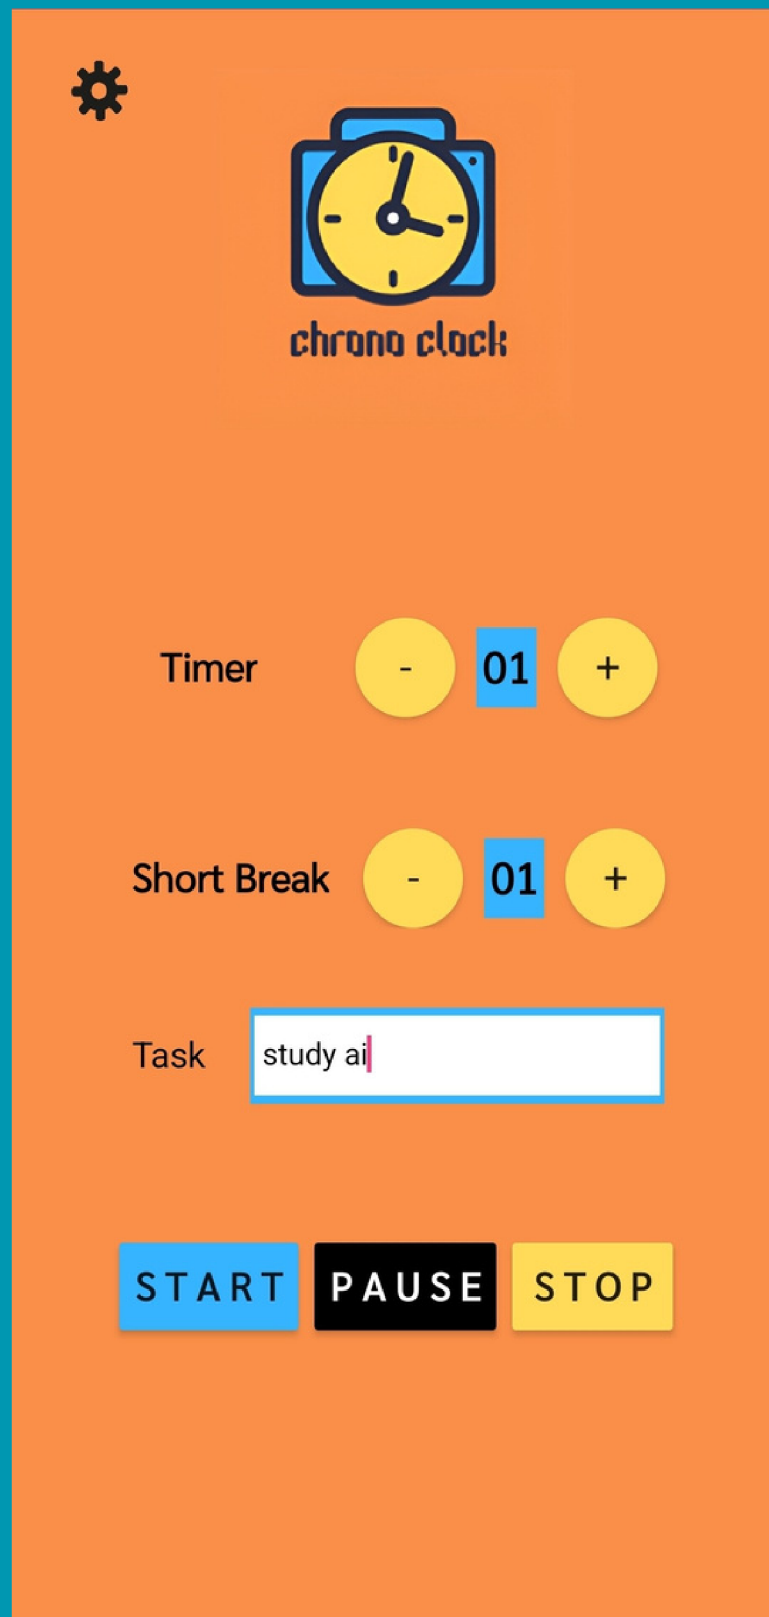 chrono clock
Timer - 01 +
Short Break - 01 +
Task study ai
START PAUSE STOP